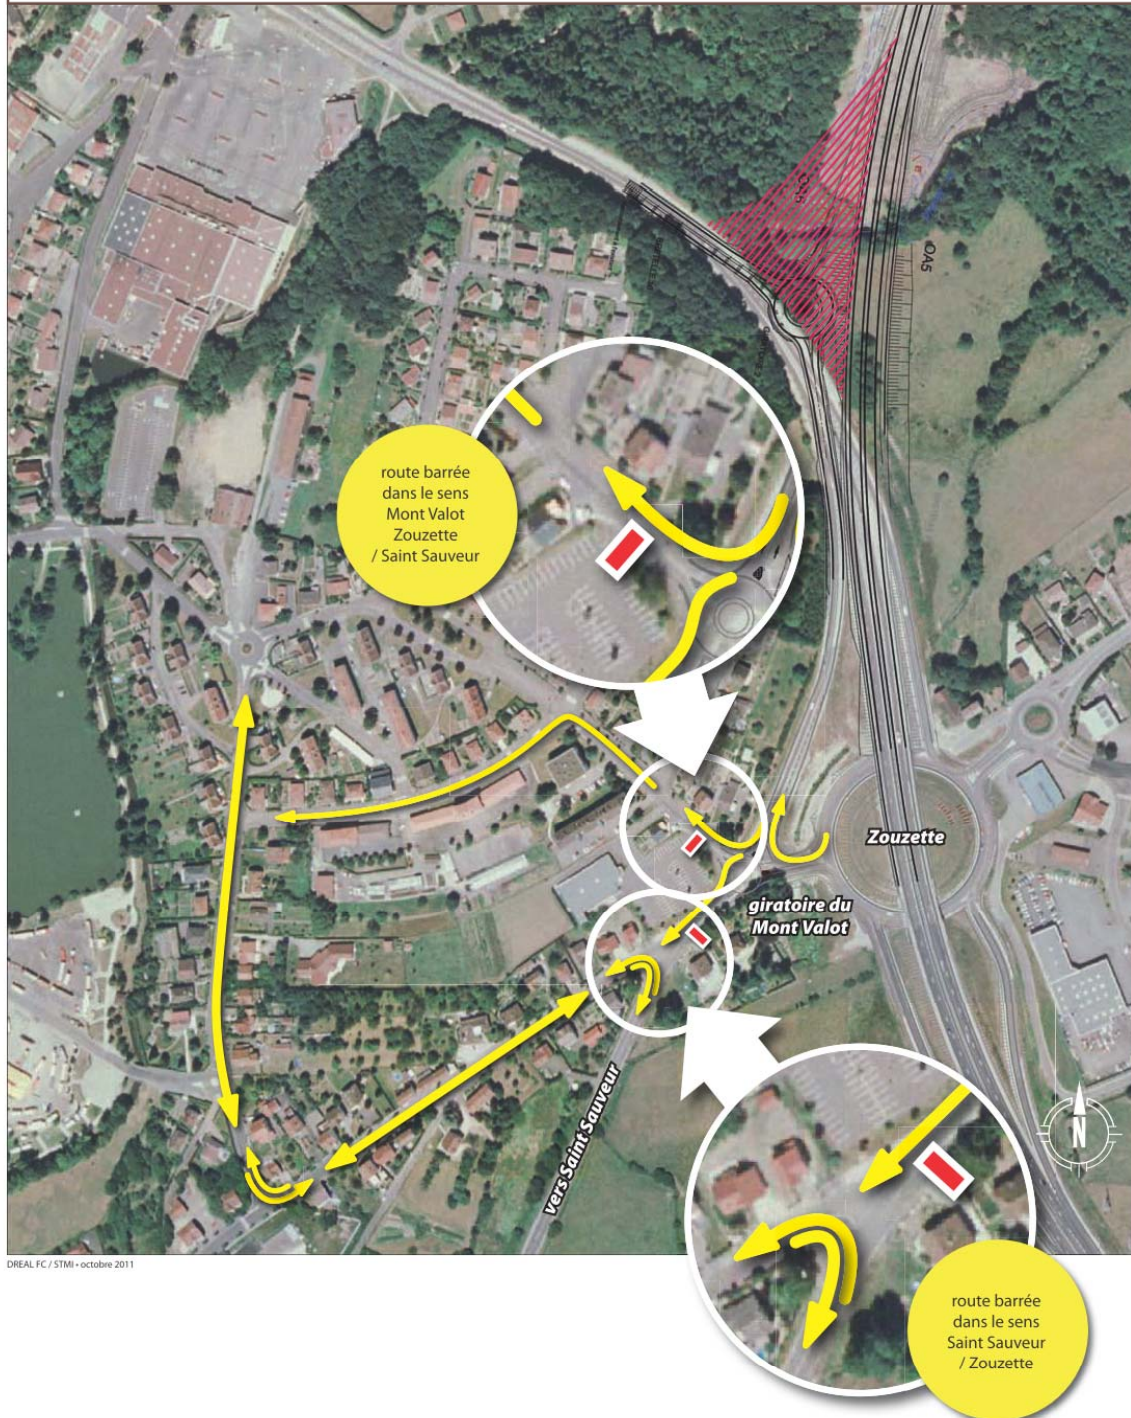 OA5
OA5
route barrée
dans le sens
Mont Valot
Zouzette
/ Saint Sauveur
Zouzette
giratoire du
Mont Valot
vers Saint Sauveur
N
DREAL FC / STMI • octobre 2011
route barrée
dans le sens
Saint Sauveur
/ Zouzette